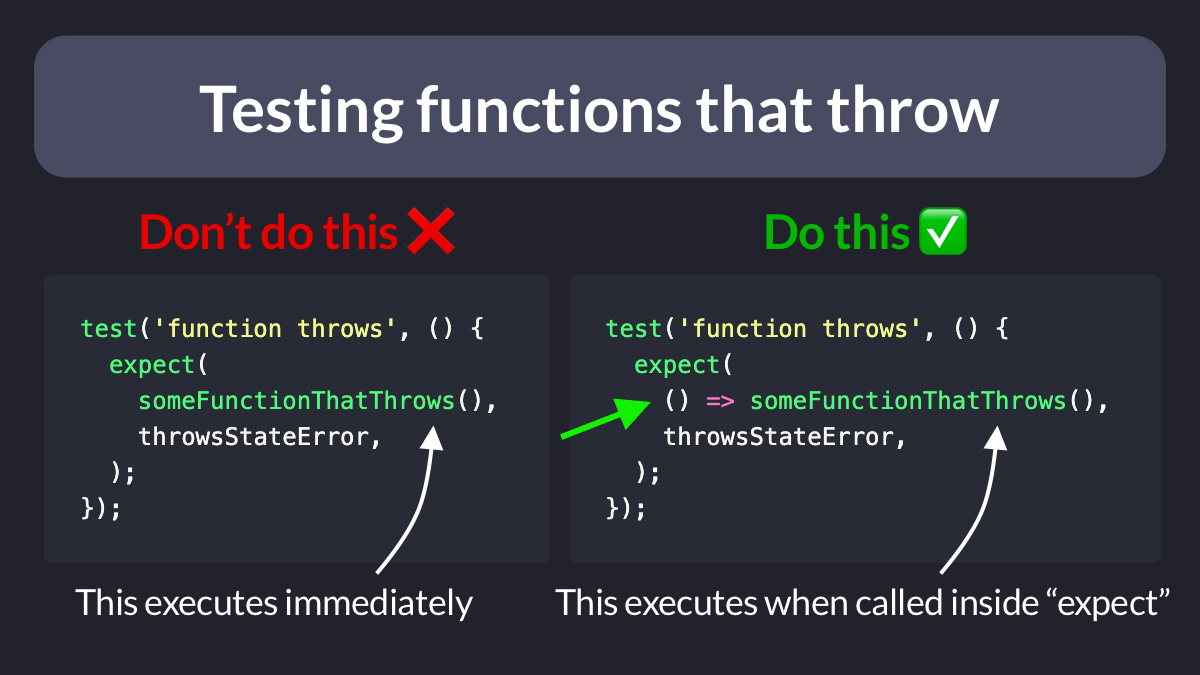 Testing functions that throw
Don't do this ❌
test('function throws', () {
  expect(
    someFunctionThatThrows(),
    throwsStateError,
  );
});
This executes immediately
Do this ✅
test('function throws', () {
  expect(
    () => someFunctionThatThrows(),
    throwsStateError,
  );
});
This executes when called inside “expect”